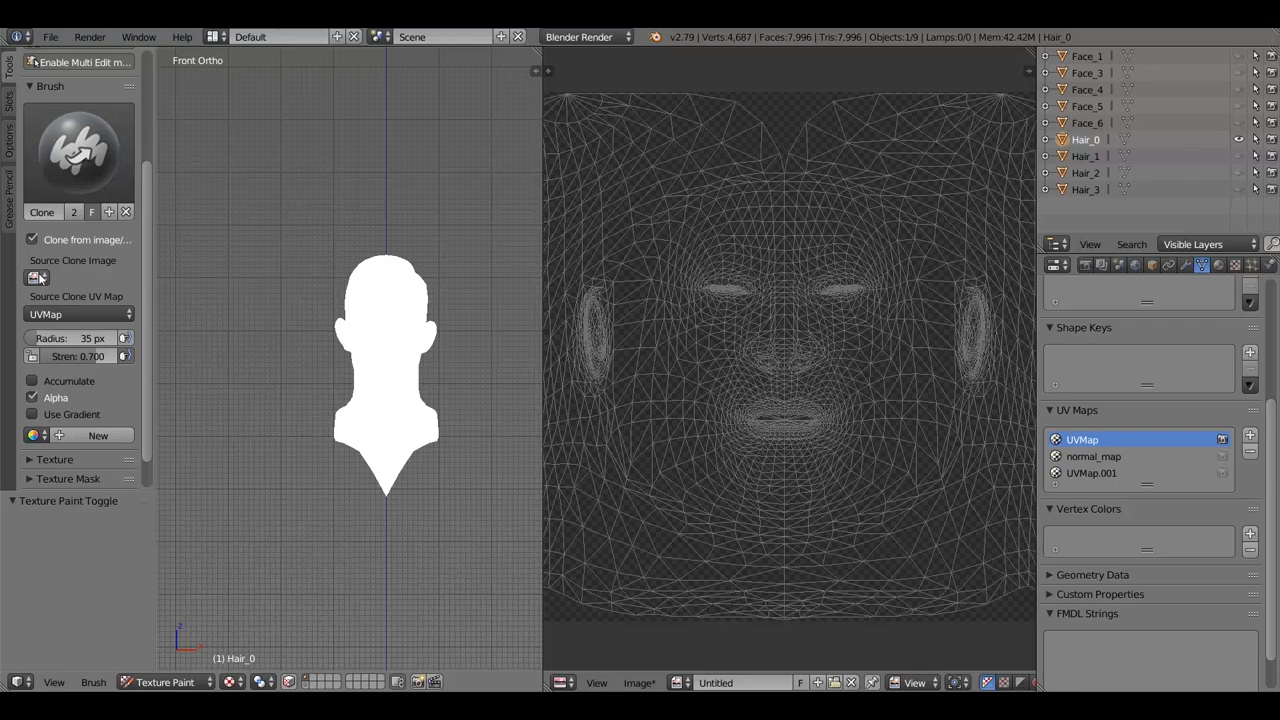 File Render Window Help Default Scene Blender Render v2.79 | Verts:4,687 | Faces:7,996 | Tris:7,996 | Objects:1/9 | Lamps:0/0 | Mem:42.42M | Hair_0
Tools
Slots
Options
Grease Pencil
Enable Multi Edit m...
Brush
Clone 2 F
Clone from image/...
Source Clone Image
Source Clone UV Map
UVMap
Radius: 35 px
Stren: 0.700
Accumulate
Alpha
Use Gradient
New
Texture
Texture Mask
Texture Paint Toggle
Front Ortho
z
x
(1) Hair_0
View Brush Texture Paint
View Image* Untitled F View
Face_1
Face_3
Face_4
Face_5
Face_6
Hair_0
Hair_1
Hair_2
Hair_3
View Search Visible Layers
Shape Keys
UV Maps
UVMap
normal_map
UVMap.001
Vertex Colors
Geometry Data
Custom Properties
FMDL Strings